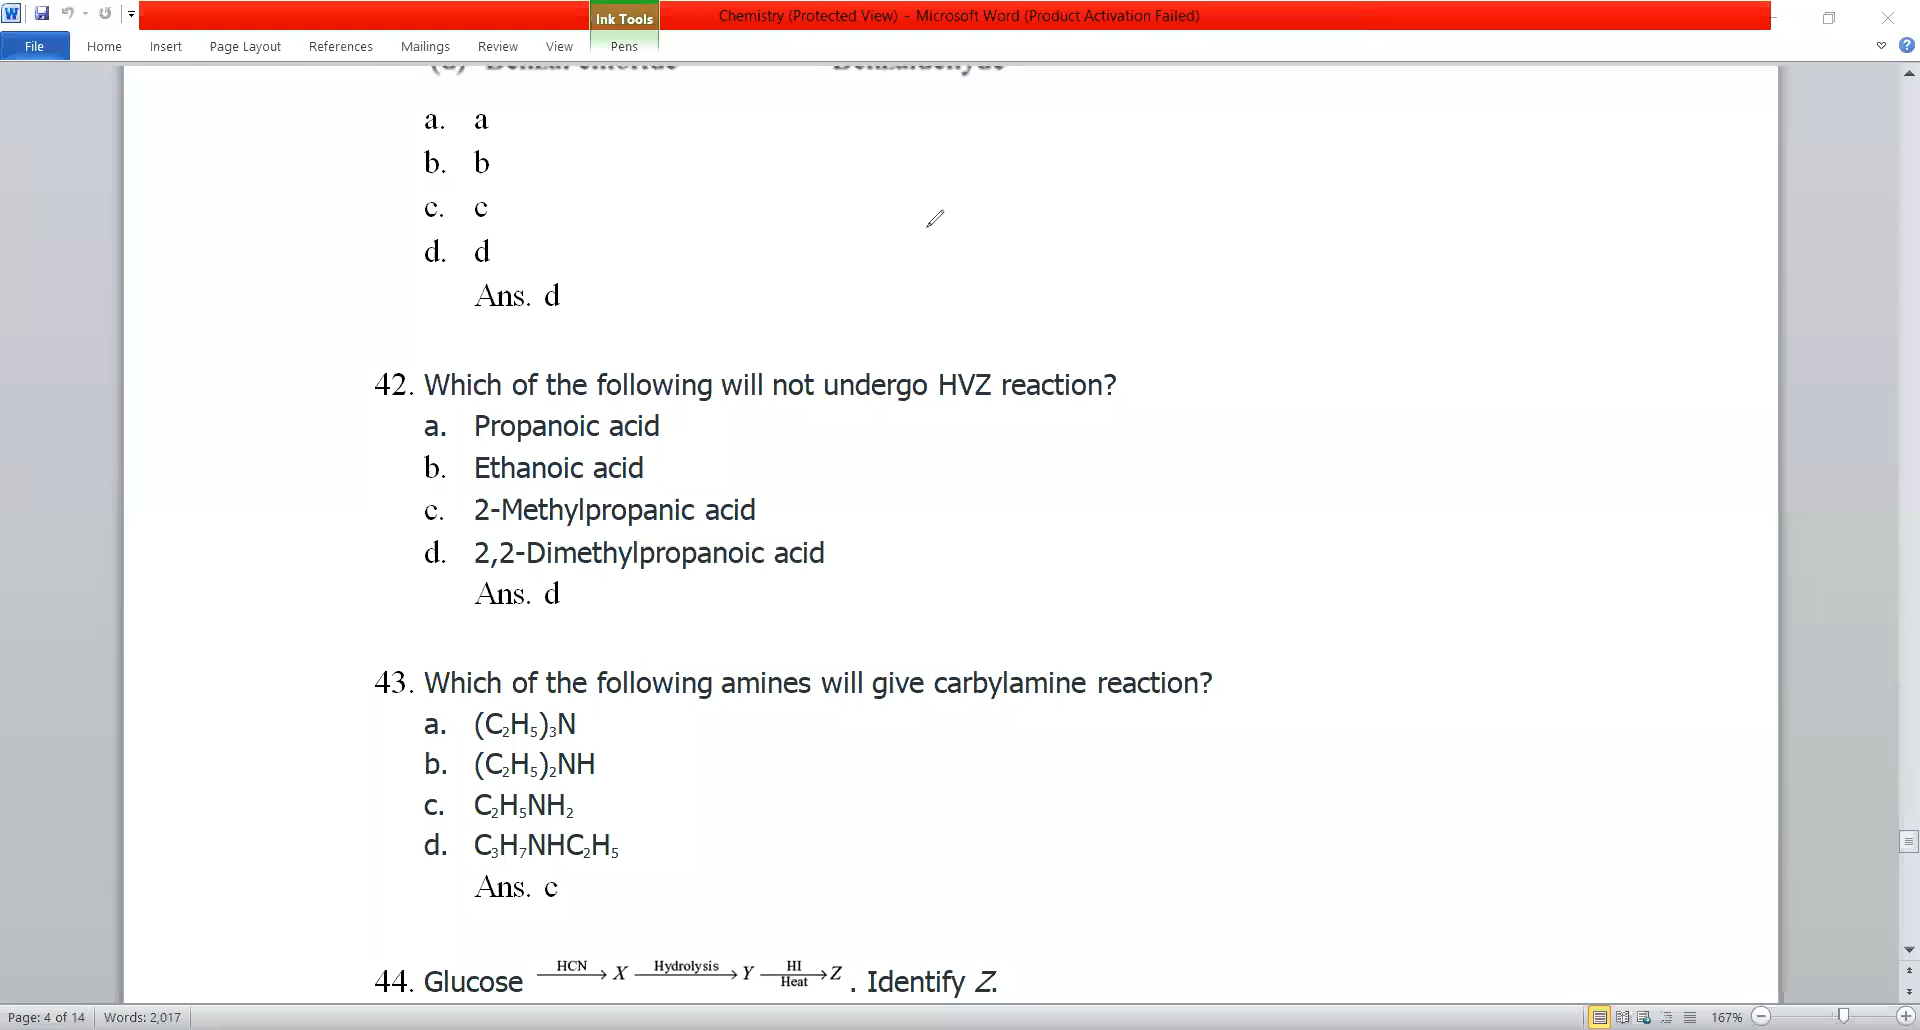 Ink Tools
Chemistry (Protected View) - Microsoft Word (Product Activation Failed)
File Home Insert Page Layout References Mailings Review View Pens
(d) Benzal chloride Benzaldehyde
a. a
b. b
c. c
d. d
Ans. d
42. Which of the following will not undergo HVZ reaction?
a. Propanoic acid
b. Ethanoic acid
c. 2-Methylpropanic acid
d. 2,2-Dimethylpropanoic acid
Ans. d
43. Which of the following amines will give carbylamine reaction?
a. (C₂H₅)₃N
b. (C₂H₅)₂NH
c. C₂H₅NH₂
d. C₃H₇NHC₂H₅
Ans. c
44. Glucose —HCN→ X —Hydrolysis→ Y —HI Heat→ Z . Identify Z.
Page: 4 of 14 Words: 2,017 167%